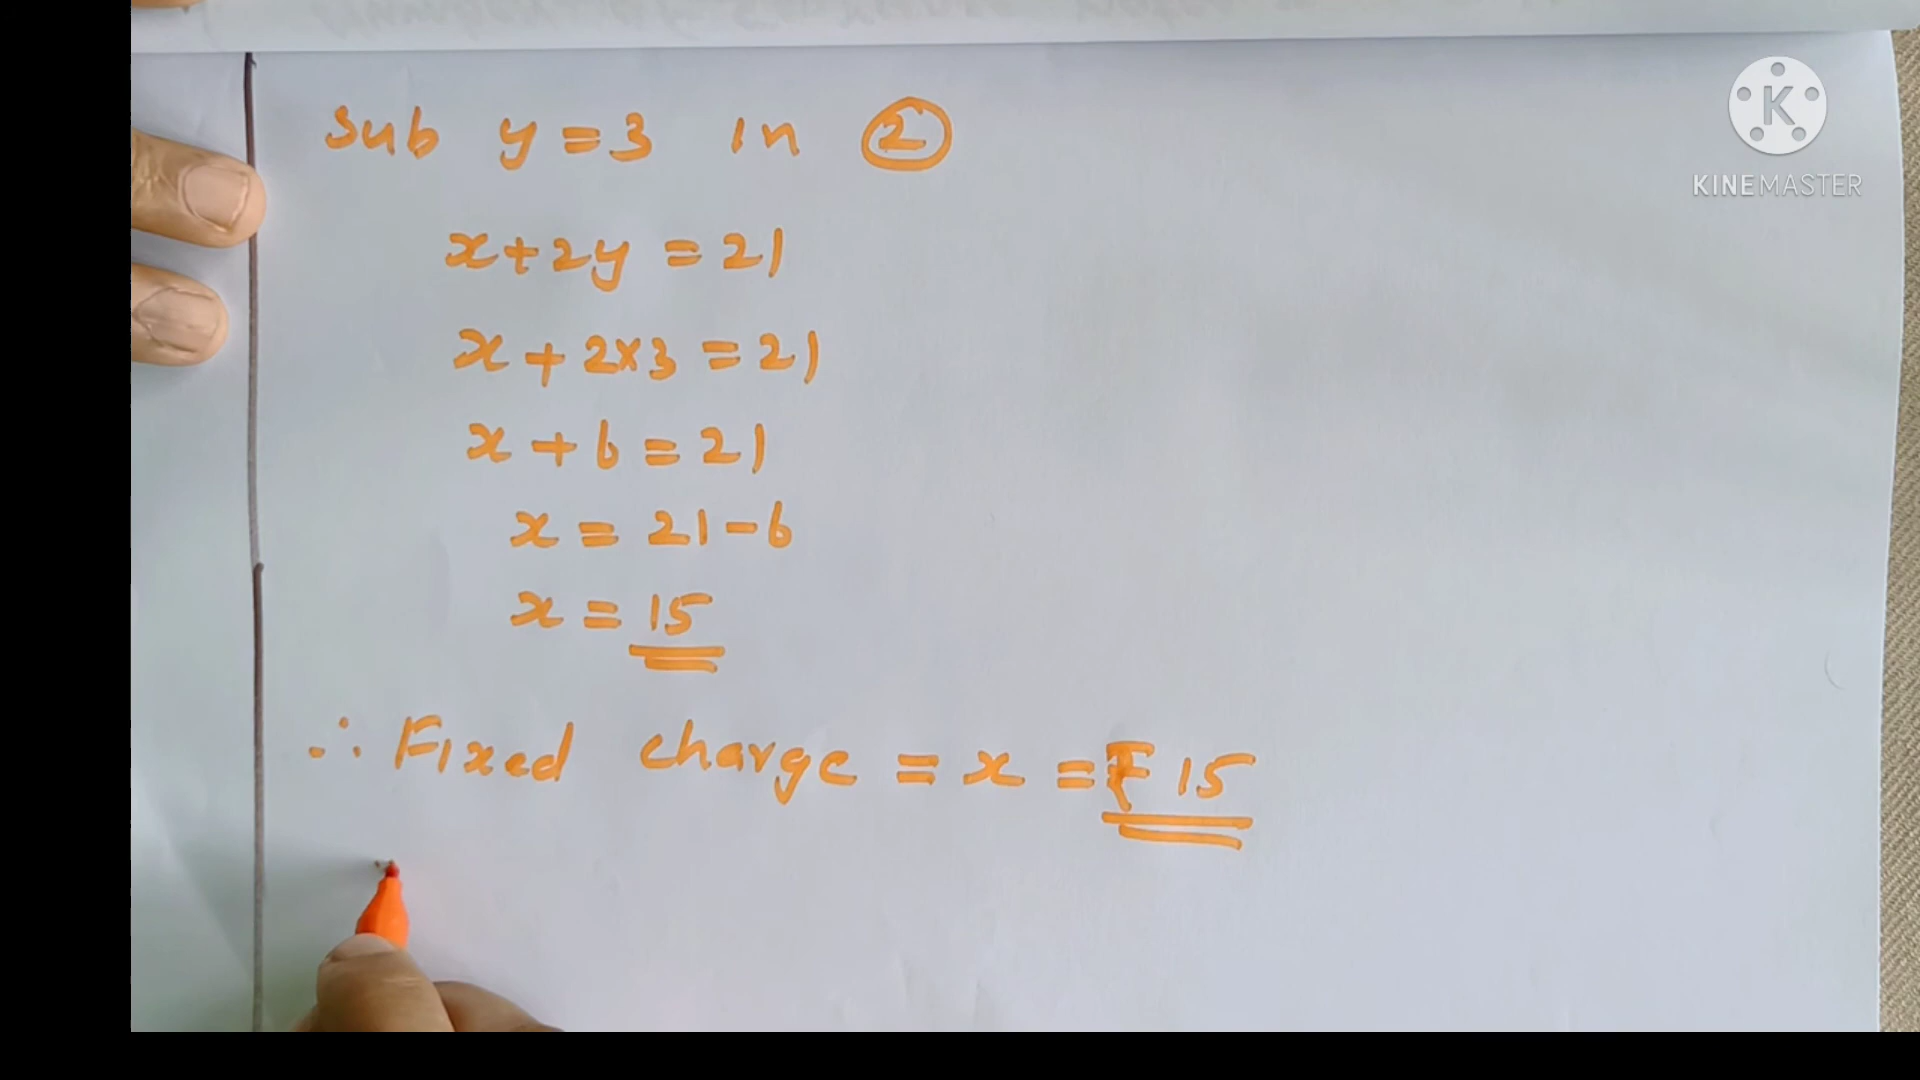 Sub y = 3 in ②
x + 2y = 21
x + 2×3 = 21
x + 6 = 21
x = 21 - 6
x = 15
∴ Fixed charge = x = ₹ 15
K
KINEMASTER